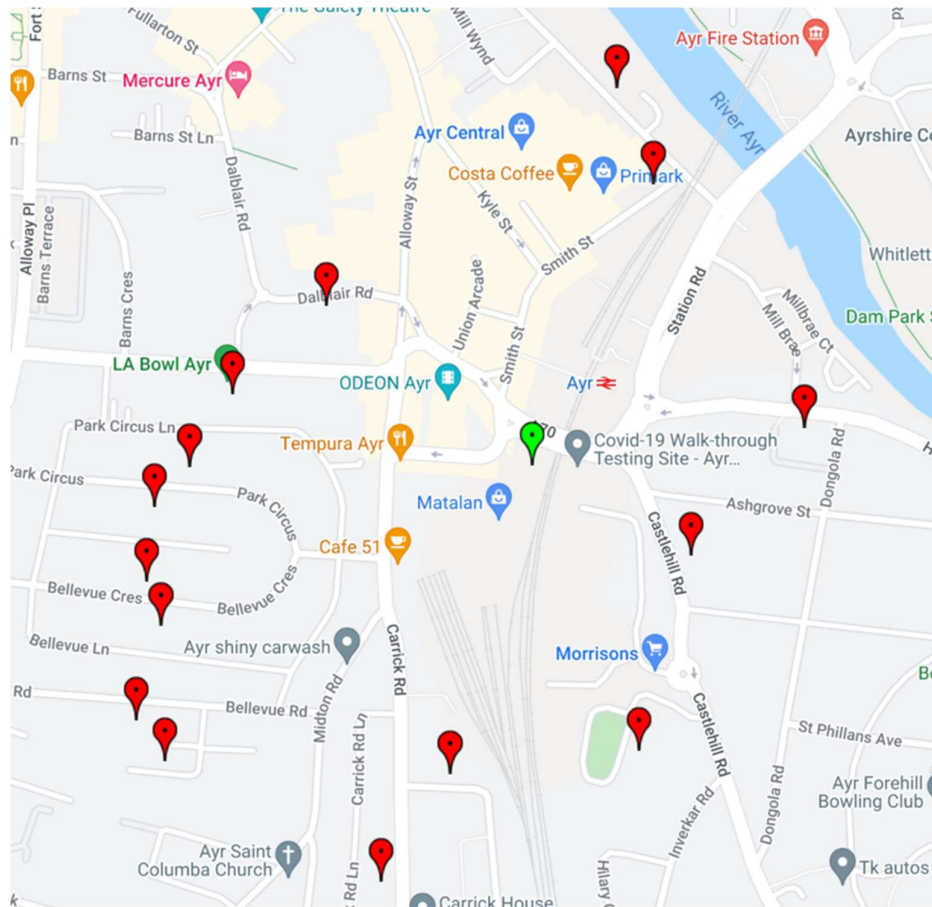 The Gaiety Theatre
Fort S
Fullarton St
Mill Wynd
Ayr Fire Station
Barns St
Mercure Ayr
River Ayr
Barns St Ln
Ayr Central
Ayrshire Co
Dalblair Rd
Costa Coffee
Primark
Alloway St
Kyle St
Alloway Pl
Barns Terrace
Smith St
Whitlett
Dalblair Rd
Barns Cres
Union Arcade
Station Rd
Millbrae Ct
Mill Brae
Dam Park S
Smith St
LA Bowl Ayr
ODEON Ayr
Ayr
Park Circus Ln
Tempura Ayr
A70
Covid-19 Walk-through
Testing Site - Ayr...
Dongola Rd
H
Park Circus
Park Circus
Matalan
Ashgrove St
Castlehill Rd
Cafe 51
Bellevue Cres
Bellevue Cres
Bellevue Ln
Ayr shiny carwash
Carrick Rd
Morrisons
Be
Rd
Bellevue Rd
Midton Rd
Carrick Rd Ln
Castlehill Rd
St Phillans Ave
Dongola Rd
Ayr Forehill
Bowling Club
Inverkar Rd
Ayr Saint
Columba Church
k Rd Ln
Hilary C
Tk autos
Carrick House